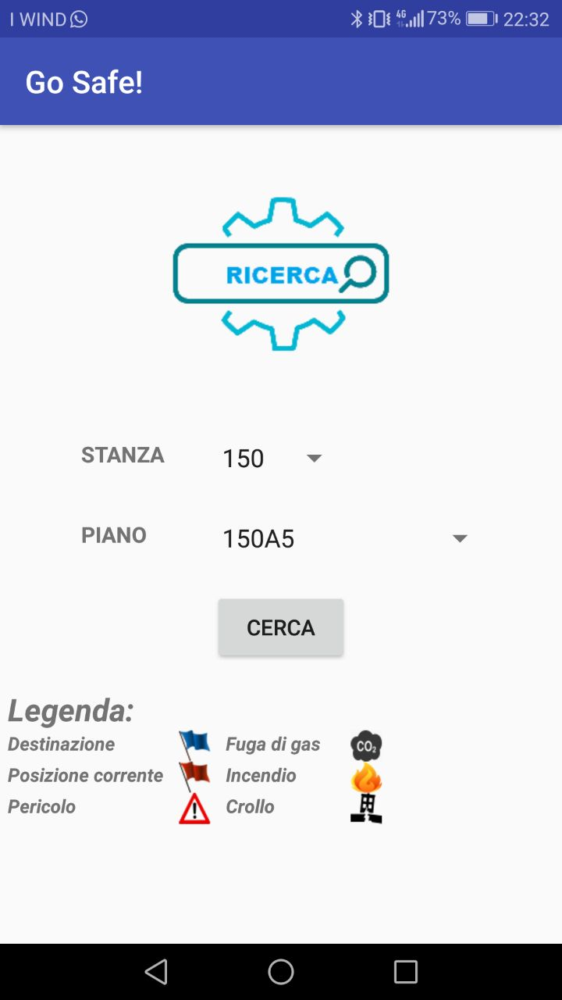 I WIND 4G 73% 22:32
Go Safe!
RICERCA
STANZA 150
PIANO 150A5
CERCA
Legenda:
Destinazione Fuga di gas CO₂
Posizione corrente Incendio
Pericolo ! Crollo